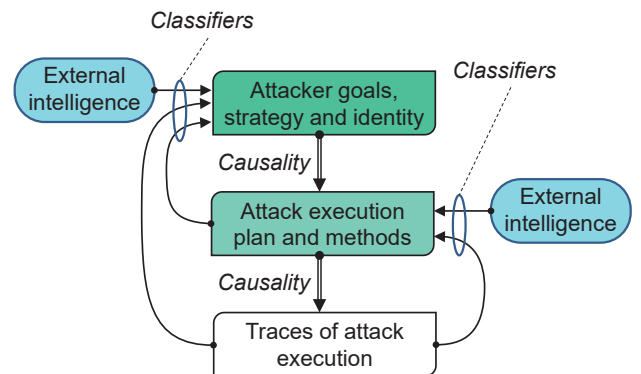 Classifiers
External
intelligence
Attacker goals,
strategy and identity
Classifiers
Causality
Attack execution
plan and methods
External
intelligence
Causality
Traces of attack
execution